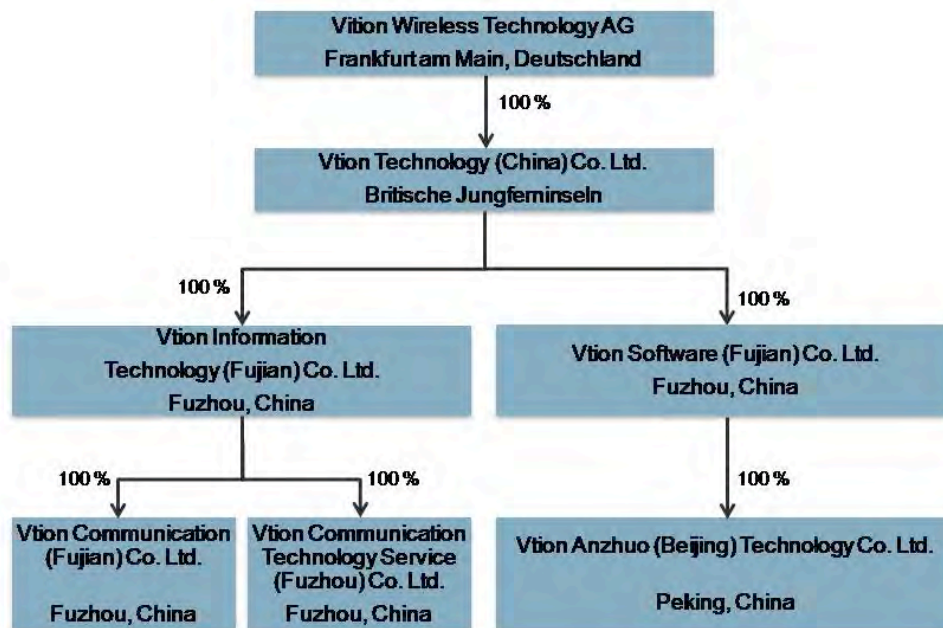 Vition Wireless Technology AG
Frankfurt am Main, Deutschland
100 %
Vtion Technology (China) Co. Ltd.
Britische Jungferninseln
100 %
100 %
Vtion Information
Technology (Fujian) Co. Ltd.
Fuzhou, China
Vtion Software (Fujian) Co. Ltd.
Fuzhou, China
100 %
100 %
100 %
Vtion Communication
(Fujian) Co. Ltd.
Fuzhou, China
Vtion Communication
Technology Service
(Fuzhou) Co. Ltd.
Fuzhou, China
Vtion Anzhuo (Beijing) Technology Co. Ltd.
Peking, China